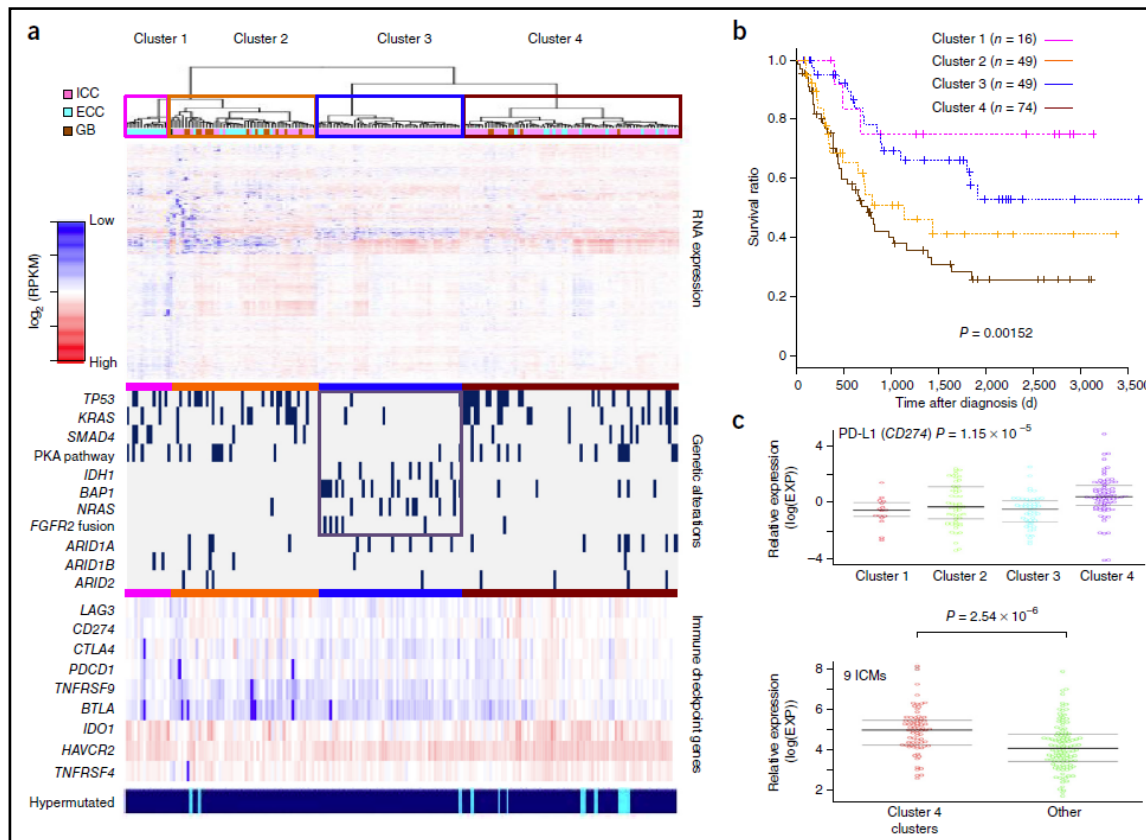 a
Cluster 1 Cluster 2 Cluster 3 Cluster 4
ICC
ECC
GB
Low
log2 (RPKM)
High
RNA expression
TP53
KRAS
SMAD4
PKA pathway
IDH1
BAP1
NRAS
FGFR2 fusion
ARID1A
ARID1B
ARID2
Genetic alterations
LAG3
CD274
CTLA4
PDCD1
TNFRSF9
BTLA
IDO1
HAVCR2
TNFRSF4
Immune checkpoint genes
Hypermutated
b
Cluster 1 (n = 16)
Cluster 2 (n = 49)
Cluster 3 (n = 49)
Cluster 4 (n = 74)
1.0
0.8
0.6
0.4
0.2
0
Survival ratio
P = 0.00152
0 500 1,000 1,500 2,000 2,500 3,000 3,500
Time after diagnosis (d)
c
PD-L1 (CD274) P = 1.15 × 10−5
4
0
−4
Relative expression
(log(EXP))
Cluster 1 Cluster 2 Cluster 3 Cluster 4
P = 2.54 × 10−6
9 ICMs
8
6
4
2
Relative expression
(log(EXP))
Cluster 4
clusters
Other